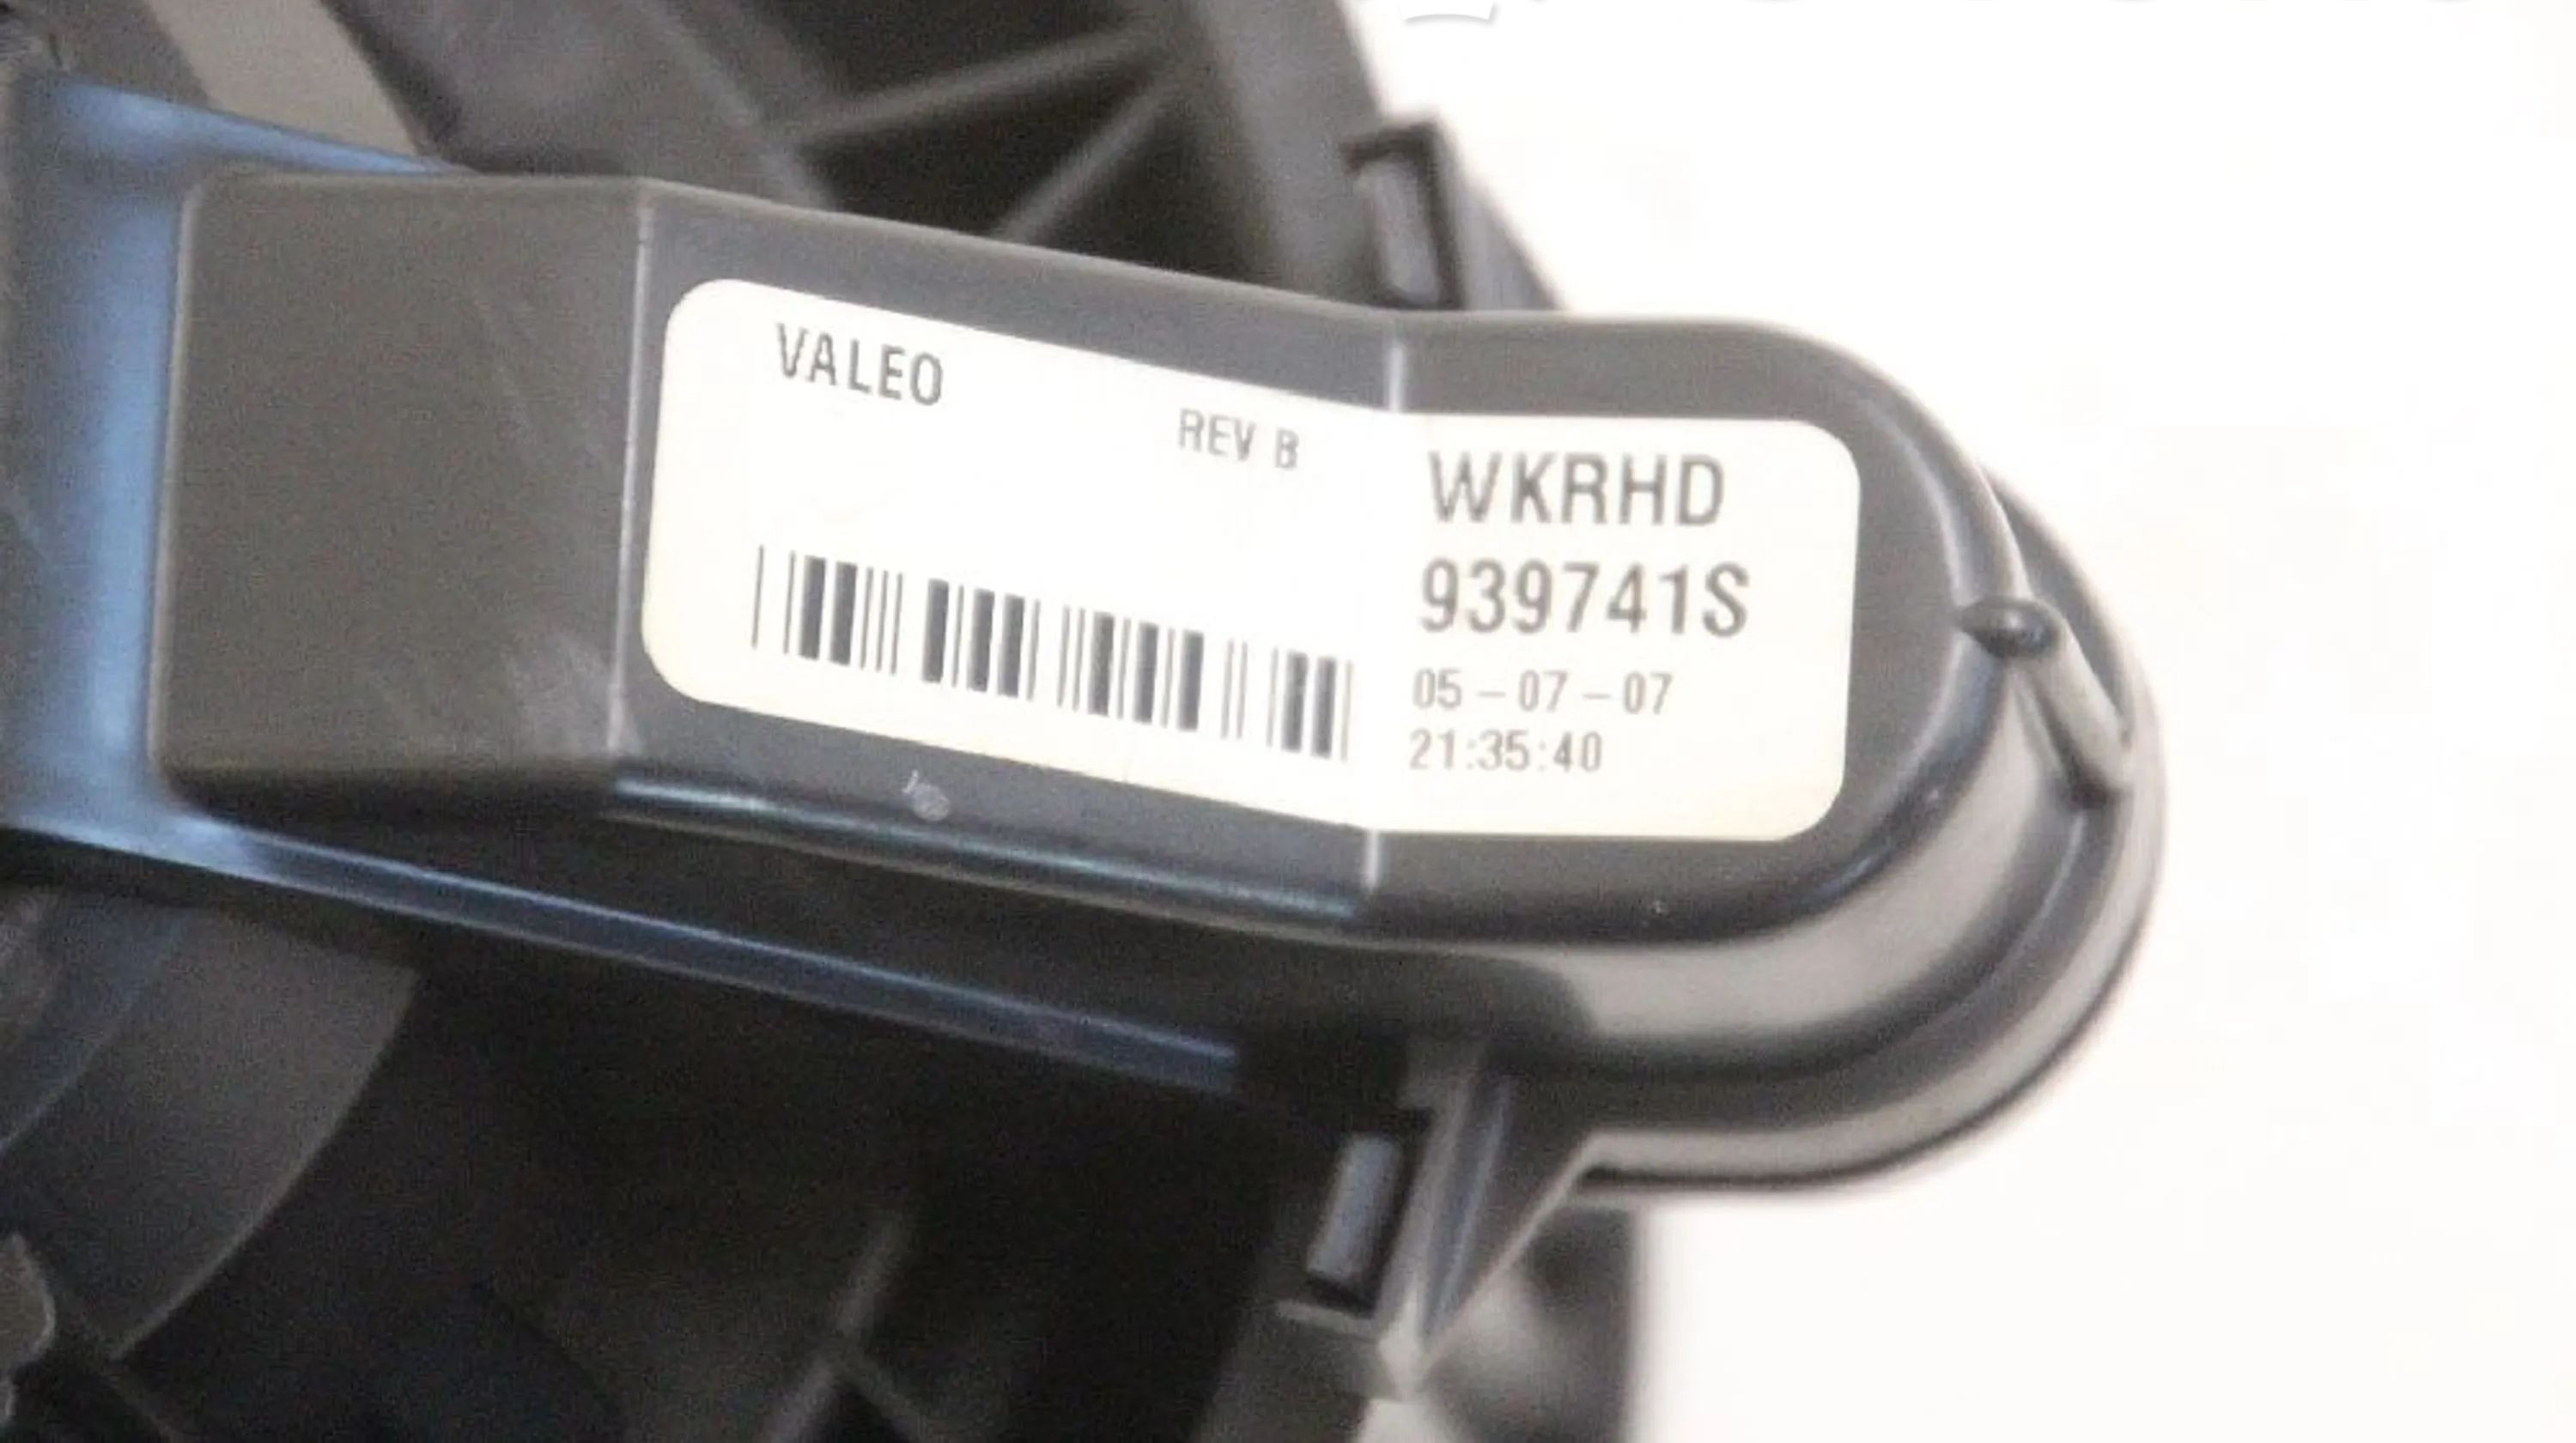 VALEO
REV B
WKRHD
939741S
05-07-07
21:35:40